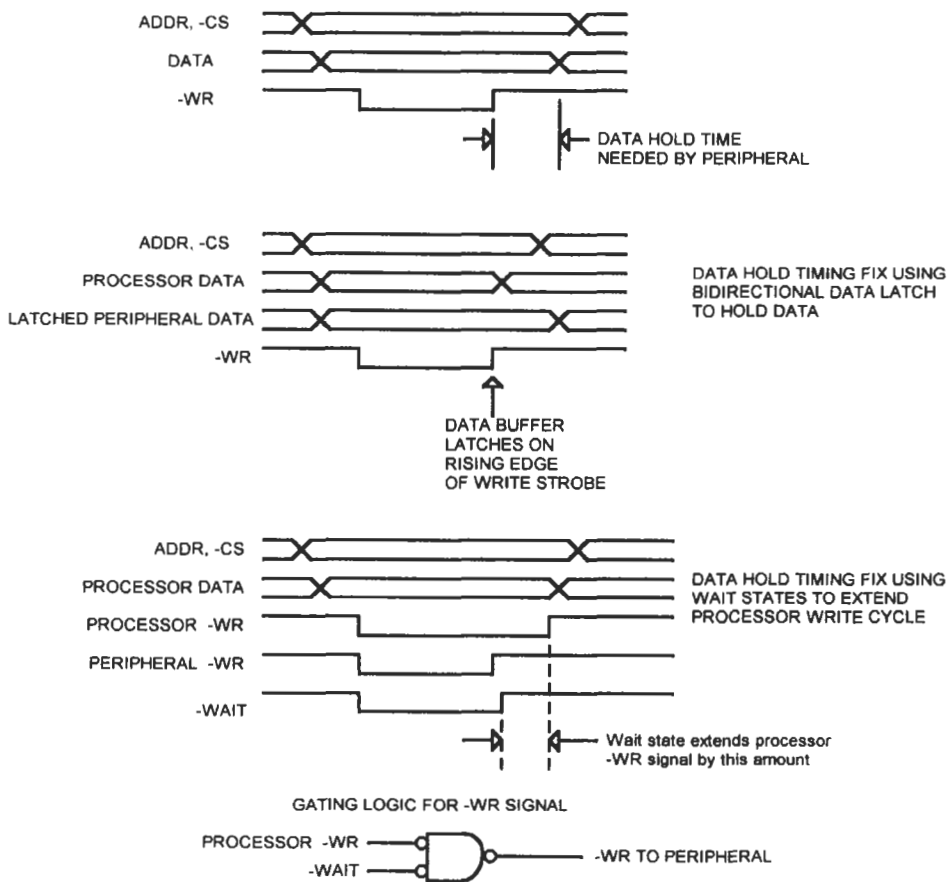 ADDR, -CS
DATA
-WR
DATA HOLD TIME
NEEDED BY PERIPHERAL
ADDR, -CS
PROCESSOR DATA
LATCHED PERIPHERAL DATA
-WR
DATA HOLD TIMING FIX USING
BIDIRECTIONAL DATA LATCH
TO HOLD DATA
DATA BUFFER
LATCHES ON
RISING EDGE
OF WRITE STROBE
ADDR, -CS
PROCESSOR DATA
PROCESSOR -WR
PERIPHERAL -WR
-WAIT
DATA HOLD TIMING FIX USING
WAIT STATES TO EXTEND
PROCESSOR WRITE CYCLE
Wait state extends processor
-WR signal by this amount
GATING LOGIC FOR -WR SIGNAL
PROCESSOR -WR
-WAIT
-WR TO PERIPHERAL